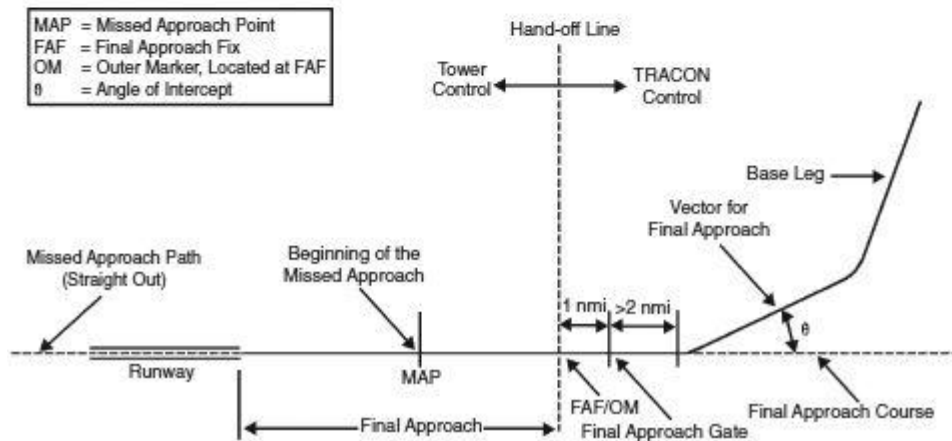 MAP = Missed Approach Point
FAF = Final Approach Fix
OM = Outer Marker, Located at FAF
θ = Angle of Intercept
Hand-off Line
Tower
Control
TRACON
Control
Base Leg
Vector for
Final Approach
Missed Approach Path
(Straight Out)
Beginning of the
Missed Approach
1 nmi
>2 nmi
θ
Runway
MAP
FAF/OM
Final Approach Course
Final Approach
Final Approach Gate